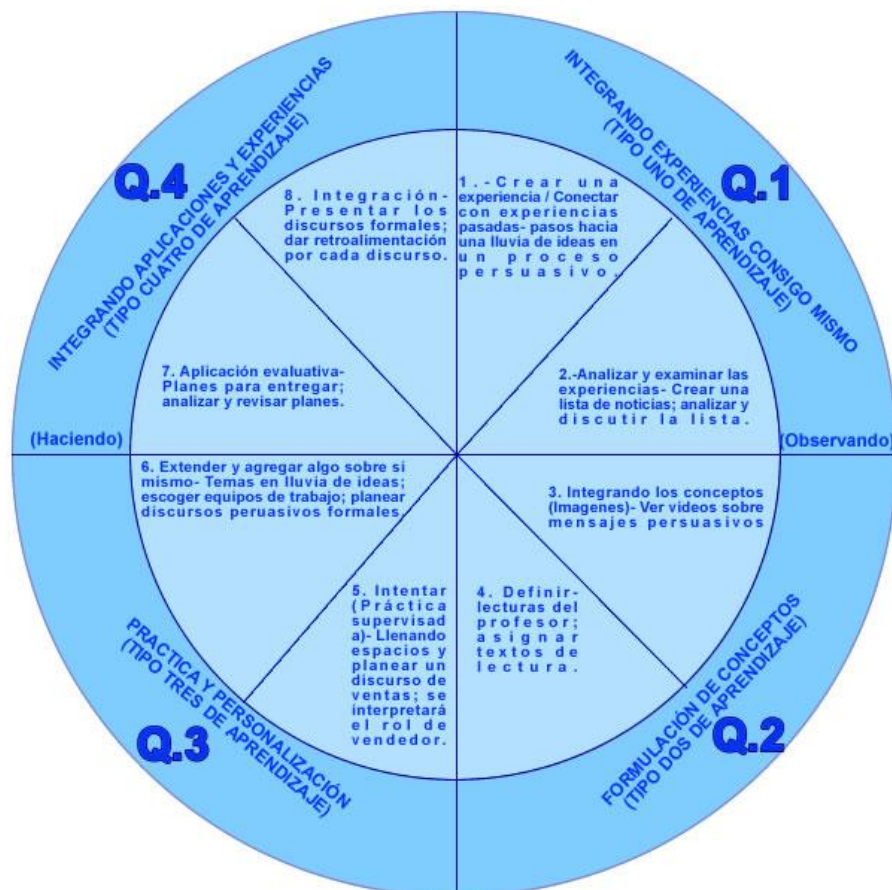 INTEGRANDO EXPERIENCIAS CONSIGO MISMO
(TIPO UNO DE APRENDIZAJE)
Q.1
1.-Crear una
experiencia / Conectar
con experiencias
pasadas- pasos hacia
una lluvia de ideas en
un proceso
persuasivo.
2.-Analizar y examinar las
experiencias- Crear una
lista de noticias; analizar y
discutir la lista.
(Observando)
3. Integrando los conceptos
(Imagenes)- Ver videos sobre
mensajes persuasivos
4. Definir-
lecturas del
profesor;
asignar
textos de
lectura.
FORMULACIÓN DE CONCEPTOS
(TIPO DOS DE APRENDIZAJE)
Q.2
5. Intentar
(Práctica
supervisad
a)- Llenando
espacios y
planear un
discurso de
ventas; se
interpretará
el rol de
vendedor.
PRACTICA Y PERSONALIZACIÓN
(TIPO TRES DE APRENDIZAJE)
Q.3
6. Extender y agregar algo sobre si
mismo- Temas en lluvia de ideas;
escoger equipos de trabajo; planear
discursos peruasivos formales.
(Haciendo)
7. Aplicación evaluativa-
Planes para entregar;
analizar y revisar planes.
8. Integración-
Presentar los
discursos formales;
dar retroalimentación
por cada discurso.
INTEGRANDO APLICACIONES Y EXPERIENCIAS
(TIPO CUATRO DE APRENDIZAJE)
Q.4